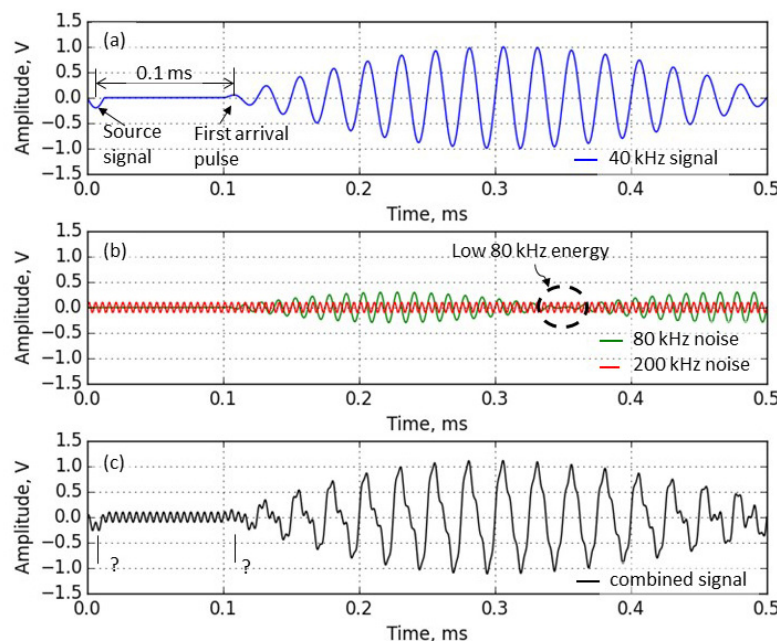 (a)
Amplitude, V
1.5
1.0
0.5
0.0
-0.5
-1.0
-1.5
0.1 ms
Source
signal
First arrival
pulse
40 kHz signal
0.0 0.1 0.2 0.3 0.4 0.5
Time, ms
(b)
Amplitude, V
1.5
1.0
0.5
0.0
-0.5
-1.0
-1.5
Low 80 kHz energy
80 kHz noise
200 kHz noise
0.0 0.1 0.2 0.3 0.4 0.5
Time, ms
(c)
Amplitude, V
1.5
1.0
0.5
0.0
-0.5
-1.0
-1.5
? ?
combined signal
0.0 0.1 0.2 0.3 0.4 0.5
Time, ms